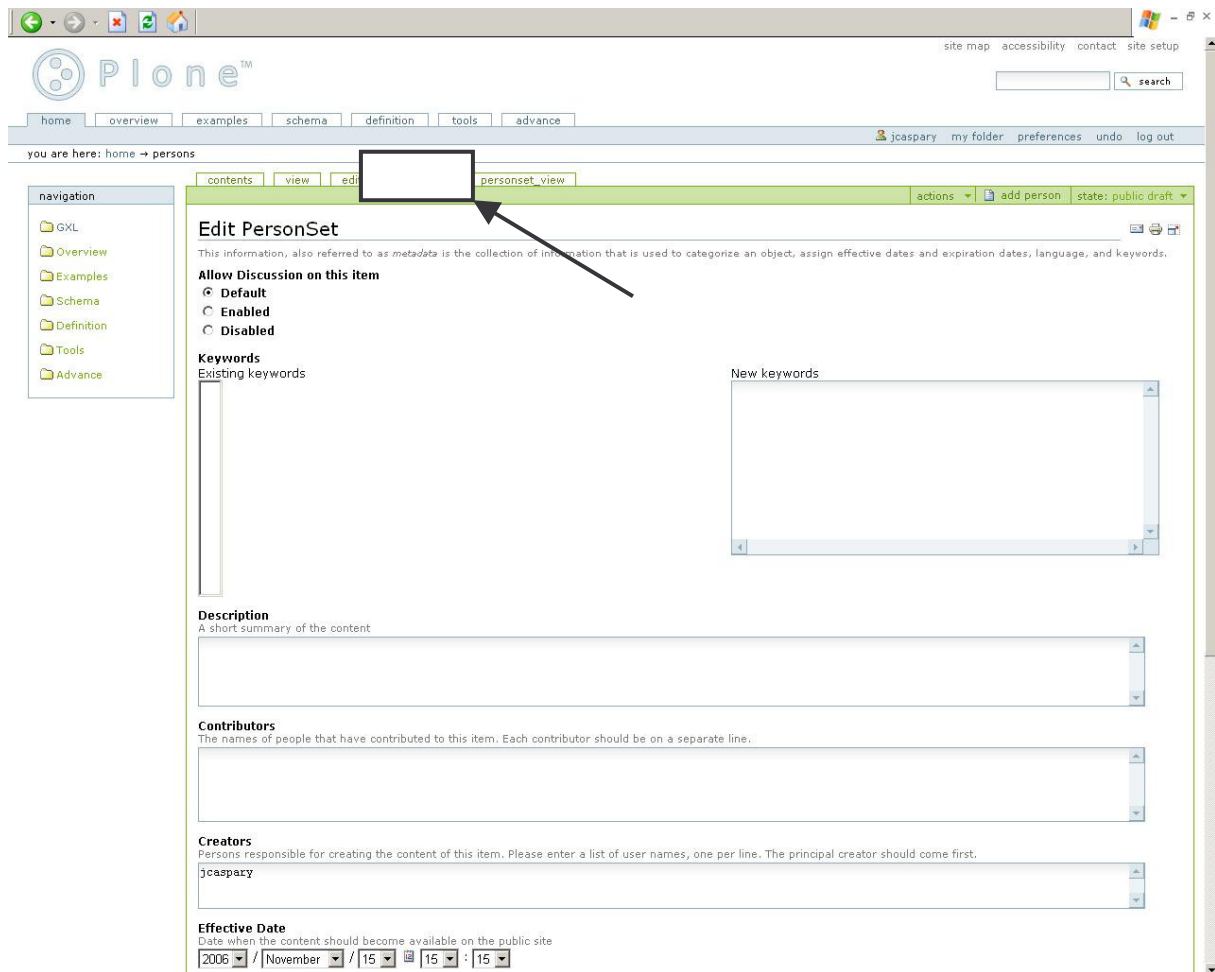 site map accessibility contact site setup
Plone™
search
home overview examples schema definition tools advance
jcaspary my folder preferences undo log out
you are here: home → persons
contents view edi personset_view
navigation
actions add person state: public draft
GXL
Overview
Examples
Schema
Definition
Tools
Advance
Edit PersonSet
This information, also referred to as metadata is the collection of information that is used to categorize an object, assign effective dates and expiration dates, language, and keywords.
Allow Discussion on this item
Default
Enabled
Disabled
Keywords
Existing keywords
New keywords
Description
A short summary of the content
Contributors
The names of people that have contributed to this item. Each contributor should be on a separate line.
Creators
Persons responsible for creating the content of this item. Please enter a list of user names, one per line. The principal creator should come first.
jcaspary
Effective Date
Date when the content should become available on the public site
2006 / November / 15 15 : 15